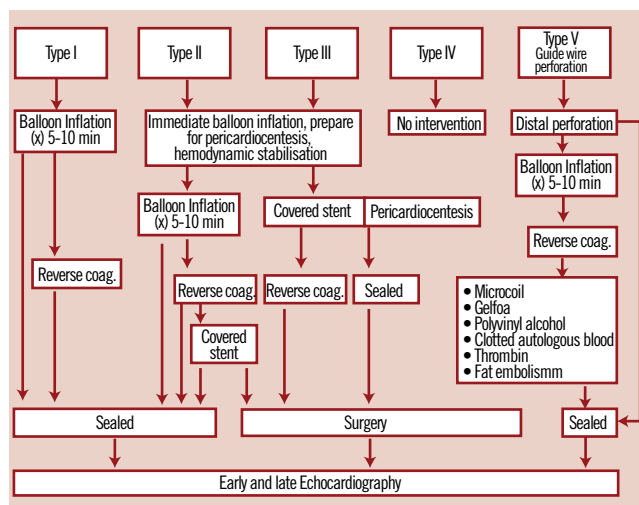 Type I
Type II
Type III
Type IV
Type V
Guide wire
perforation
Balloon Inflation
(x) 5-10 min
Immediate balloon inflation, prepare
for pericardiocentesis,
hemodynamic stabilisation
No intervention
Distal perforation
Balloon Inflation
(x) 5-10 min
Balloon Inflation
(x) 5-10 min
Covered stent
Pericardiocentesis
Reverse coag.
Reverse coag.
Reverse coag.
Reverse coag.
Sealed
Covered
stent
• Microcoil
• Gelfoa
• Polyvinyl alcohol
• Clotted autologous blood
• Thrombin
• Fat embolismm
Sealed
Surgery
Sealed
Early and late Echocardiography